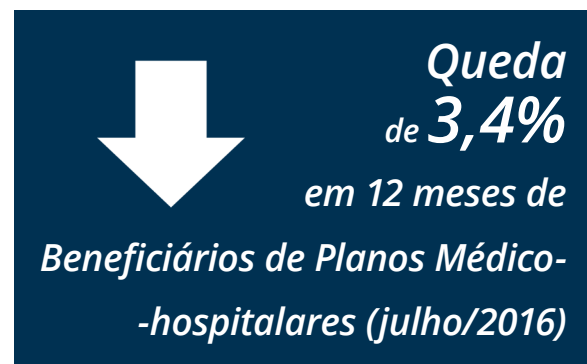 Queda
de 3,4%
em 12 meses de
Beneficiários de Planos Médico-
-hospitalares (julho/2016)